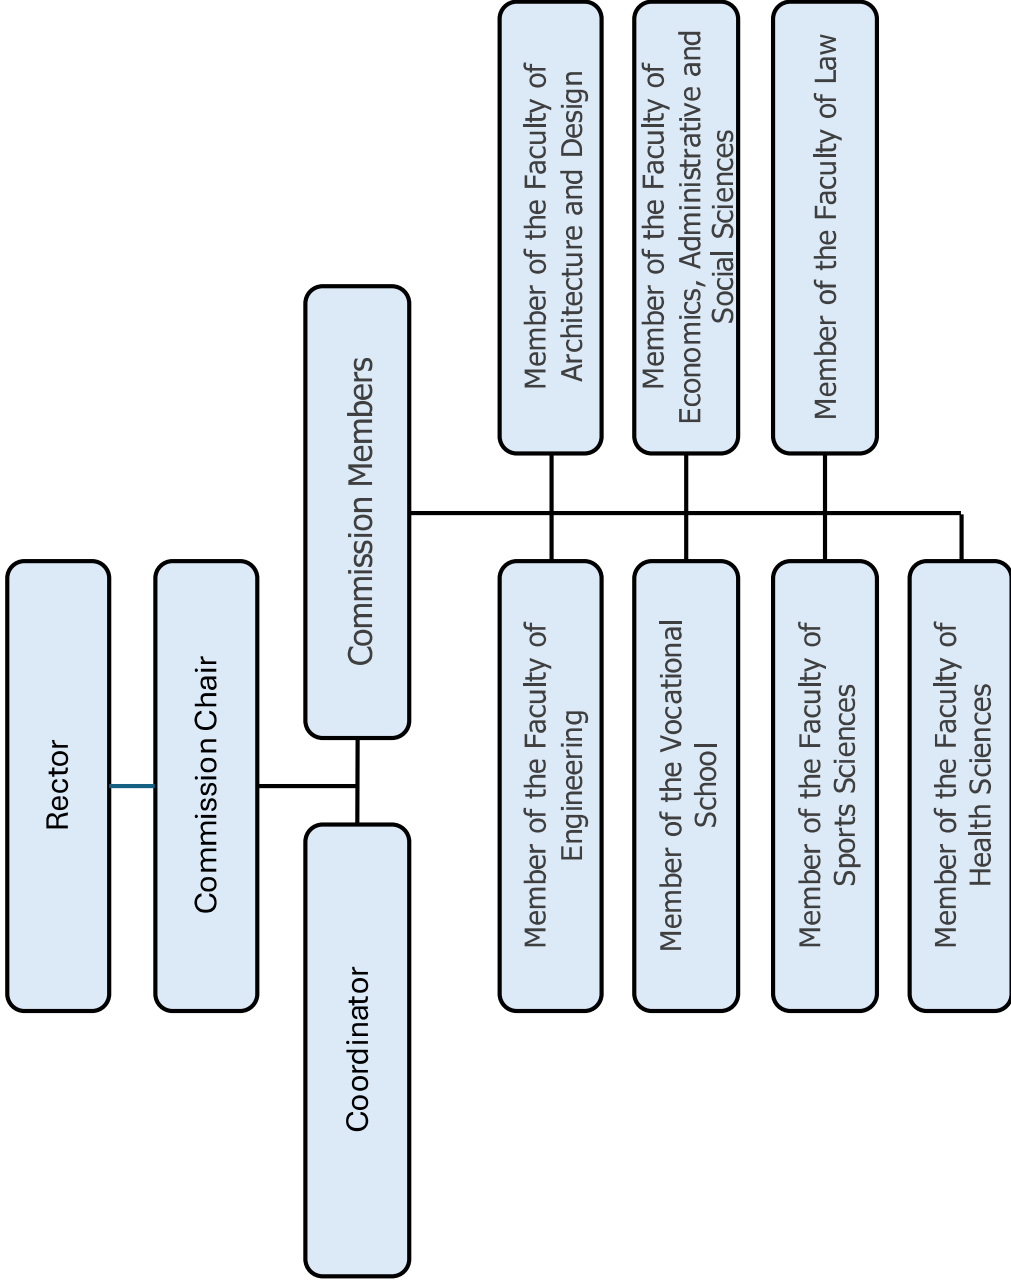 Rector
Commission Chair
Coordinator
Commission Members
Member of the Faculty of
Engineering
Member of the Faculty of
Architecture and Design
Member of the Vocational
School
Member of the Faculty of
Economics, Administrative and
Social Sciences
Member of the Faculty of
Sports Sciences
Member of the Faculty of Law
Member of the Faculty of
Health Sciences